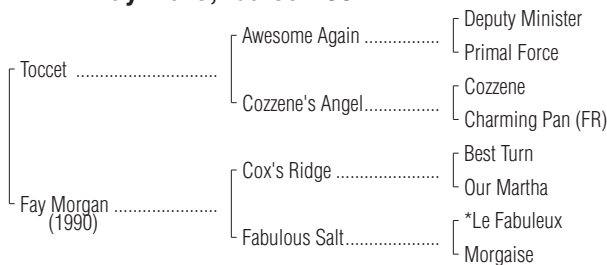 Deputy Minister
Awesome Again ................
Primal Force
Toccet ..............................
Cozzene
Cozzene's Angel................
Charming Pan (FR)
Best Turn
Cox's Ridge ......................
Our Martha
Fay Morgan ......................
(1990)
*Le Fabuleux
Fabulous Salt....................
Morgaise